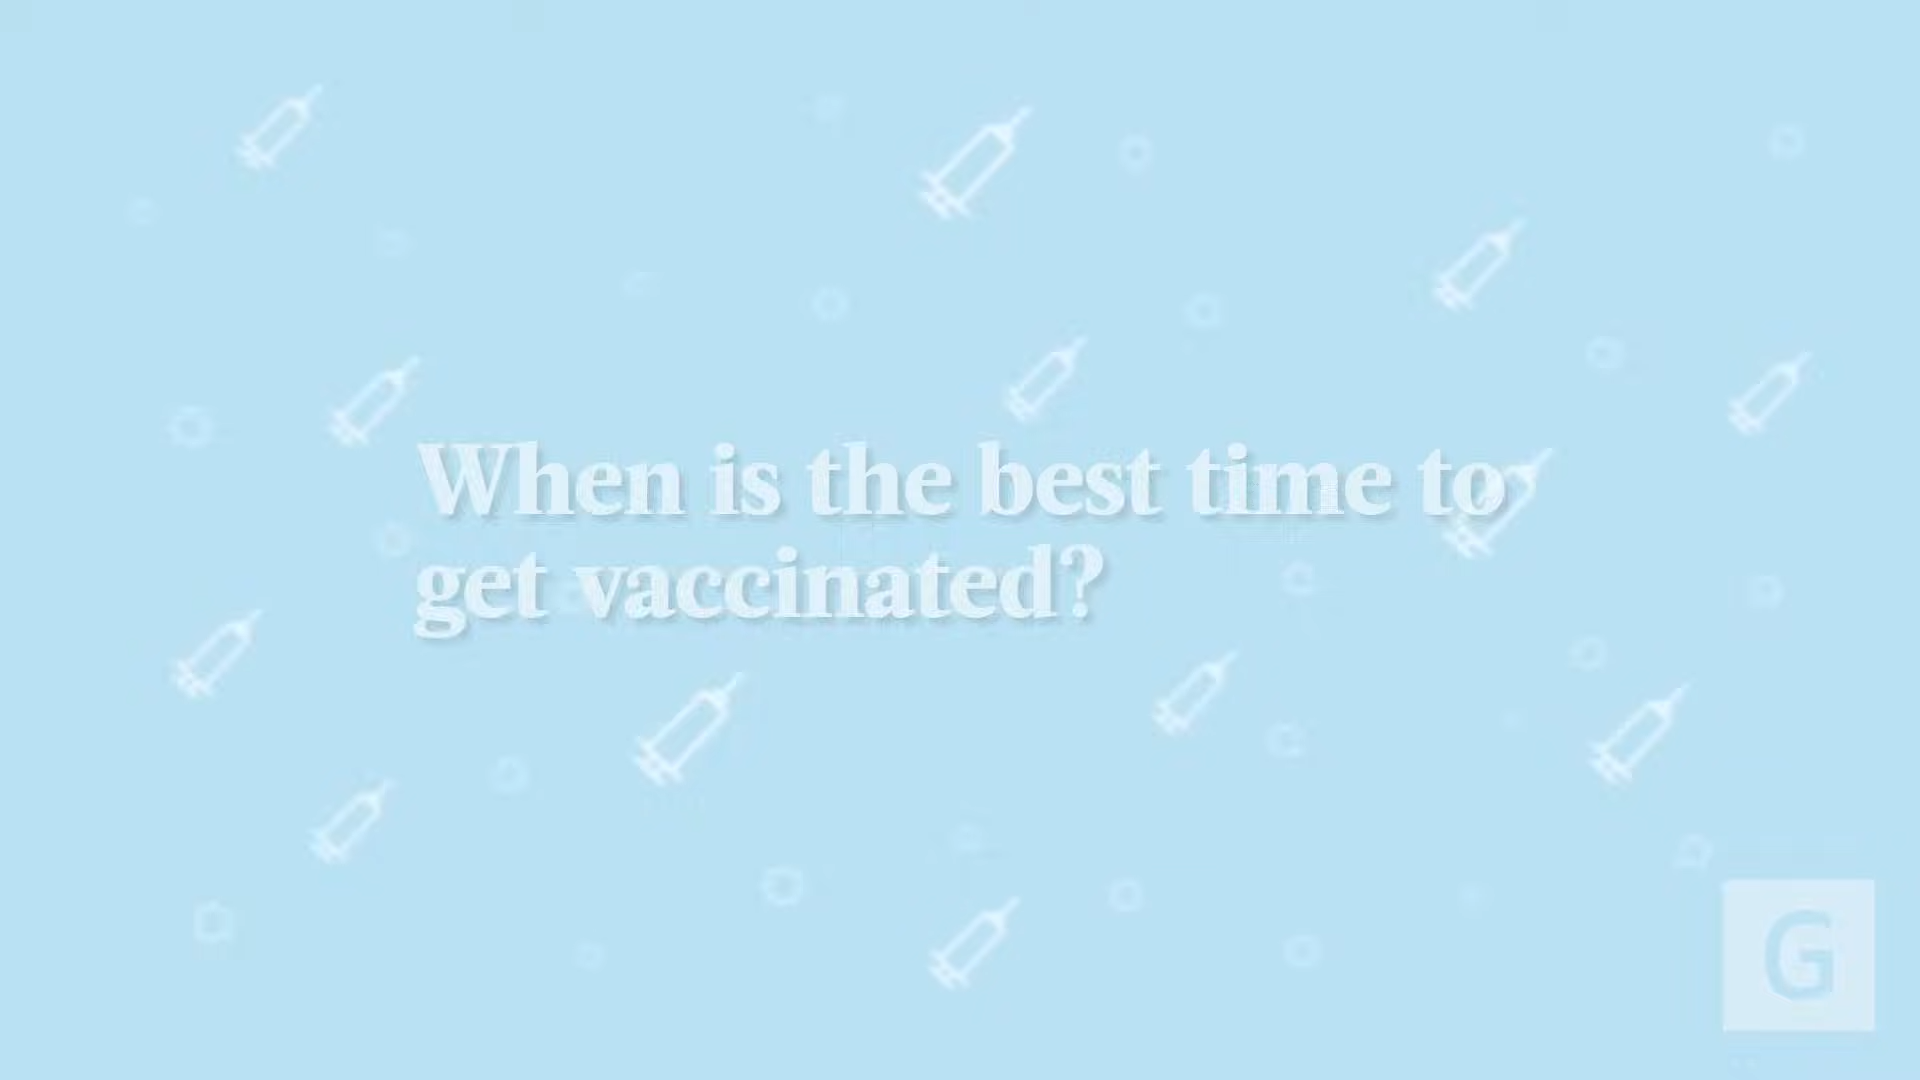 When is the best time to
get vaccinated?
G